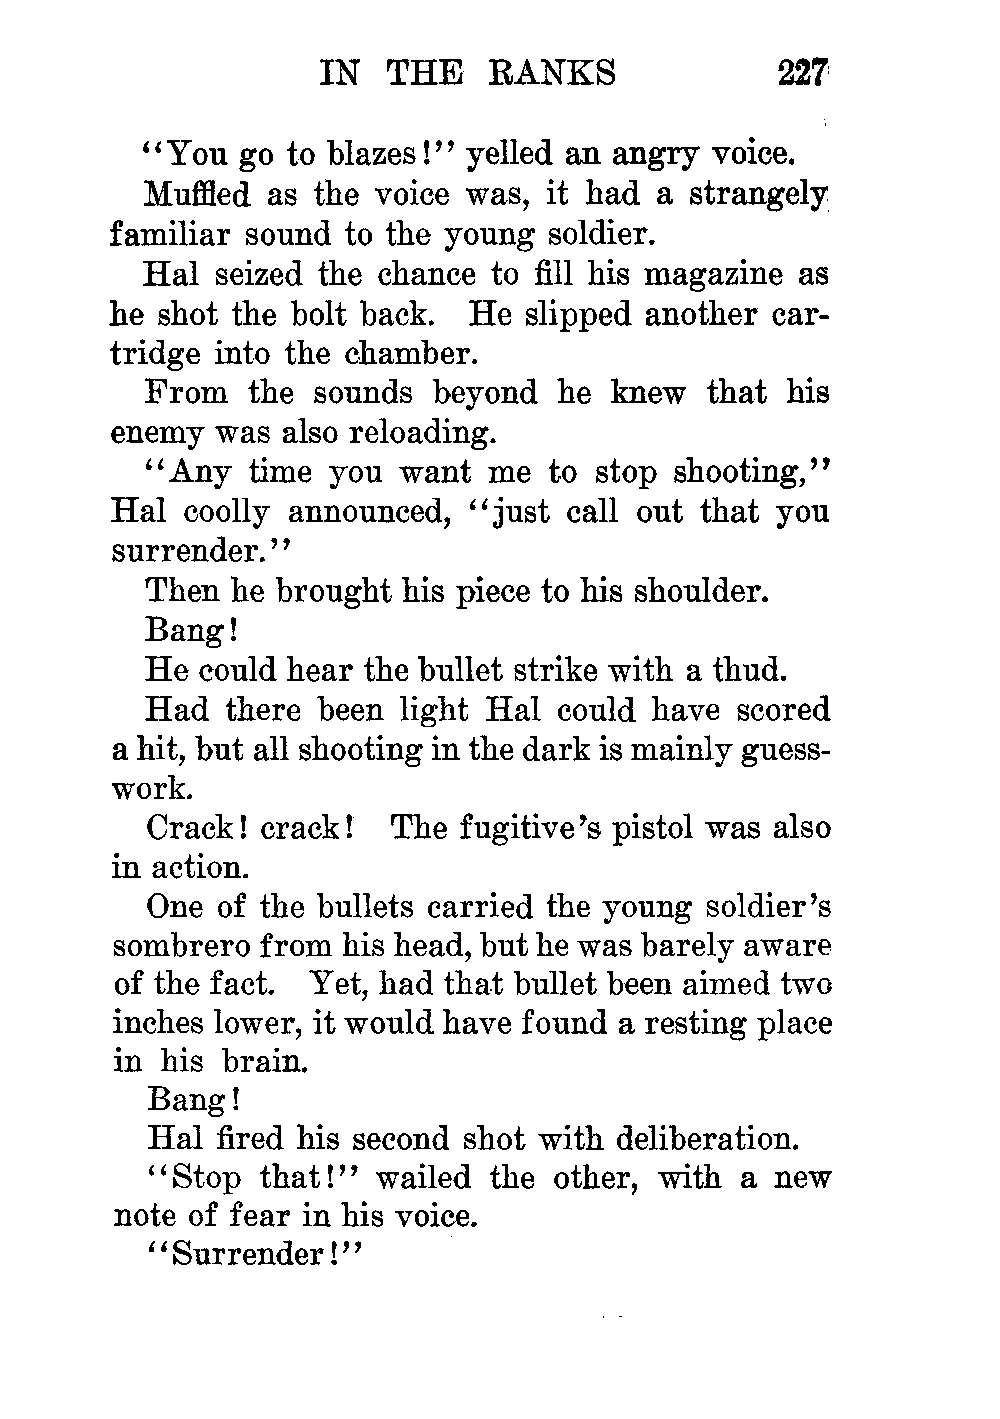 IN THE RANKS 227
"You go to blazes!" yelled an angry voice.
Muffled as the voice was, it had a strangely
familiar sound to the young soldier.
Hal seized the chance to fill his magazine as
he shot the bolt back. He slipped another car-
tridge into the chamber.
From the sounds beyond he knew that his
enemy was also reloading.
"Any time you want me to stop shooting,"
Hal coolly announced, "just call out that you
surrender."
Then he brought his piece to his shoulder.
Bang!
He could hear the bullet strike with a thud.
Had there been light Hal could have scored
a hit, but all shooting in the dark is mainly guess-
work.
Crack! crack! The fugitive's pistol was also
in action.
One of the bullets carried the young soldier's
sombrero from his head, but he was barely aware
of the fact. Yet, had that bullet been aimed two
inches lower, it would have found a resting place
in his brain.
Bang!
Hal fired his second shot with deliberation.
"Stop that!" wailed the other, with a new
note of fear in his voice.
"Surrender!"